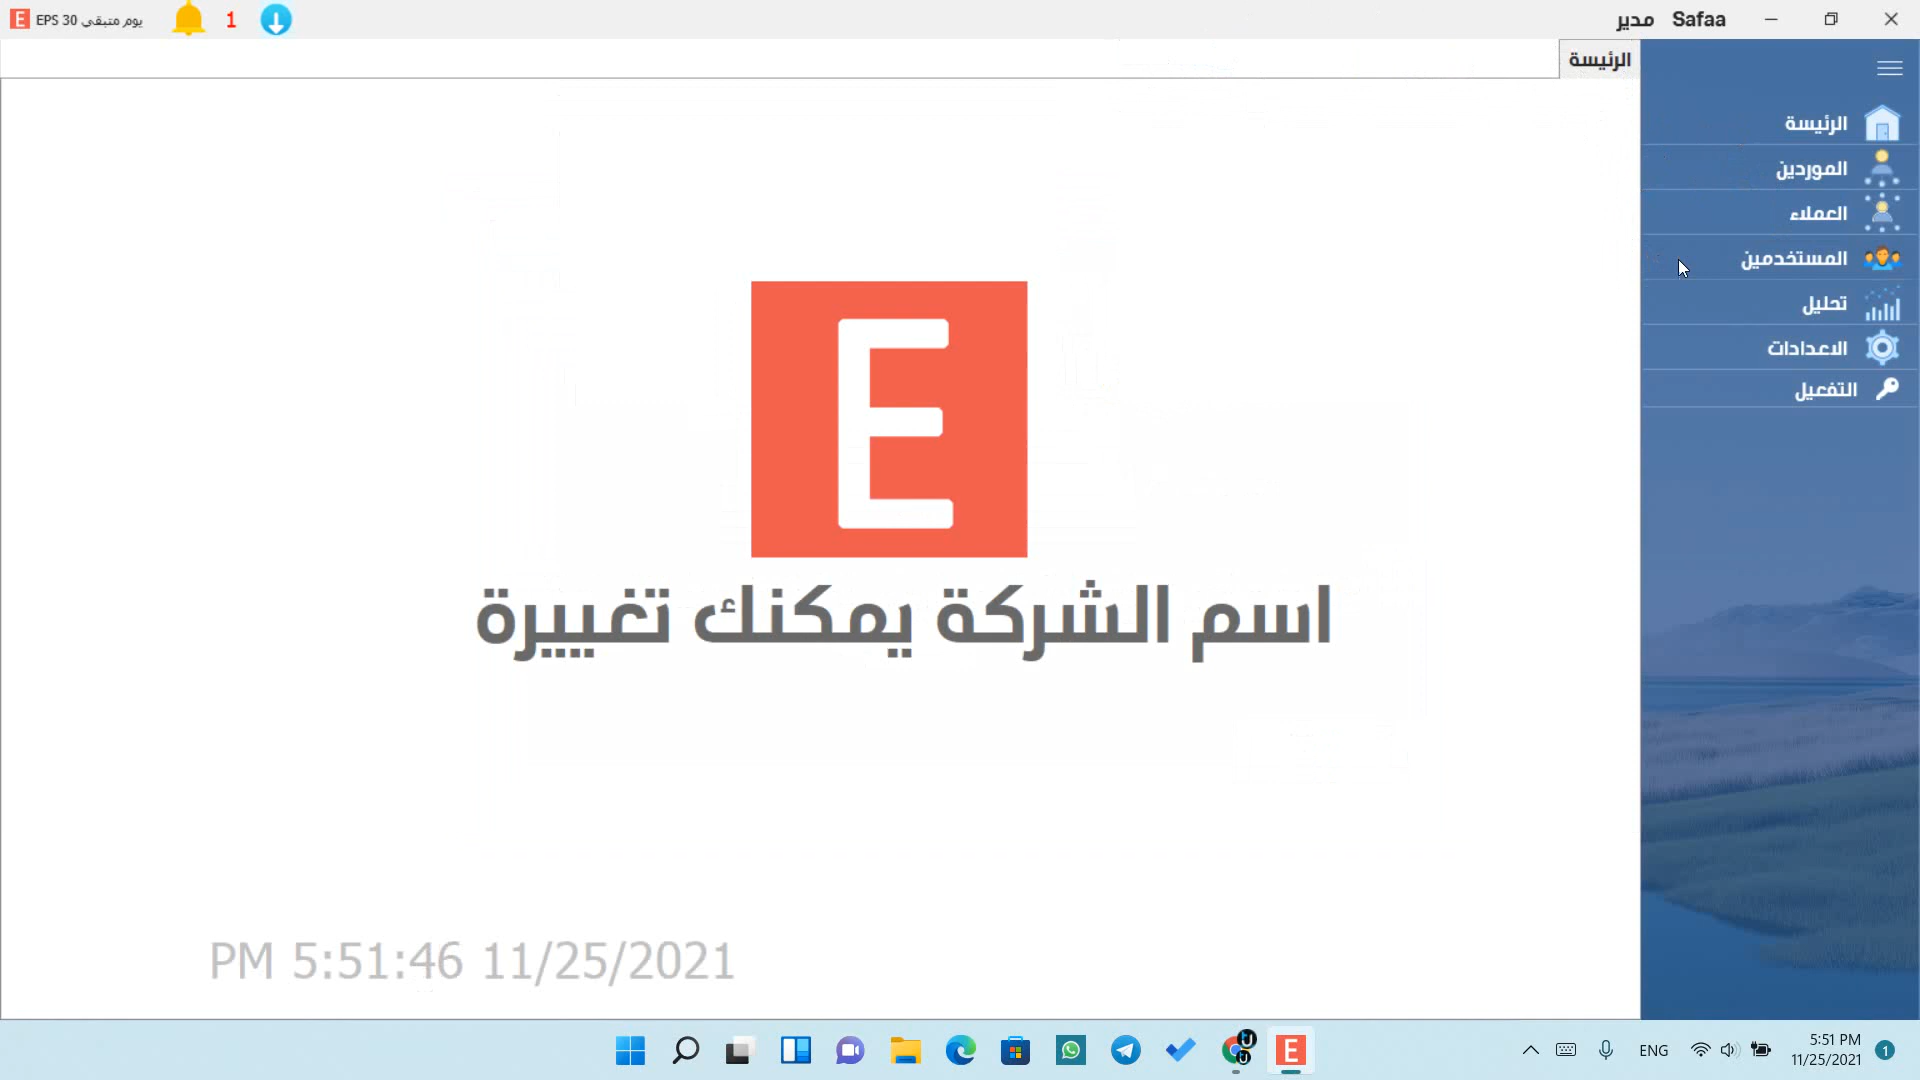 EPS 30 يوم متبقي
1
مدير Safaa
الرئيسة
الرئيسة
الموردين
العملاء
المستخدمين
تحليل
الاعدادات
التفعيل
E
اسم الشركة يمكنك تغييرة
PM 5:51:46 11/25/2021
ENG
5:51 PM
11/25/2021
1